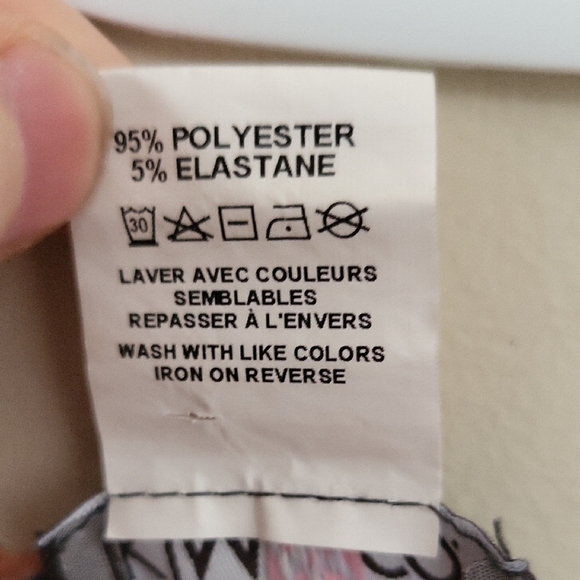 95% POLYESTER
5% ELASTANE
30
LAVER AVEC COULEURS
SEMBLABLES
REPASSER À L'ENVERS
WASH WITH LIKE COLORS
IRON ON REVERSE